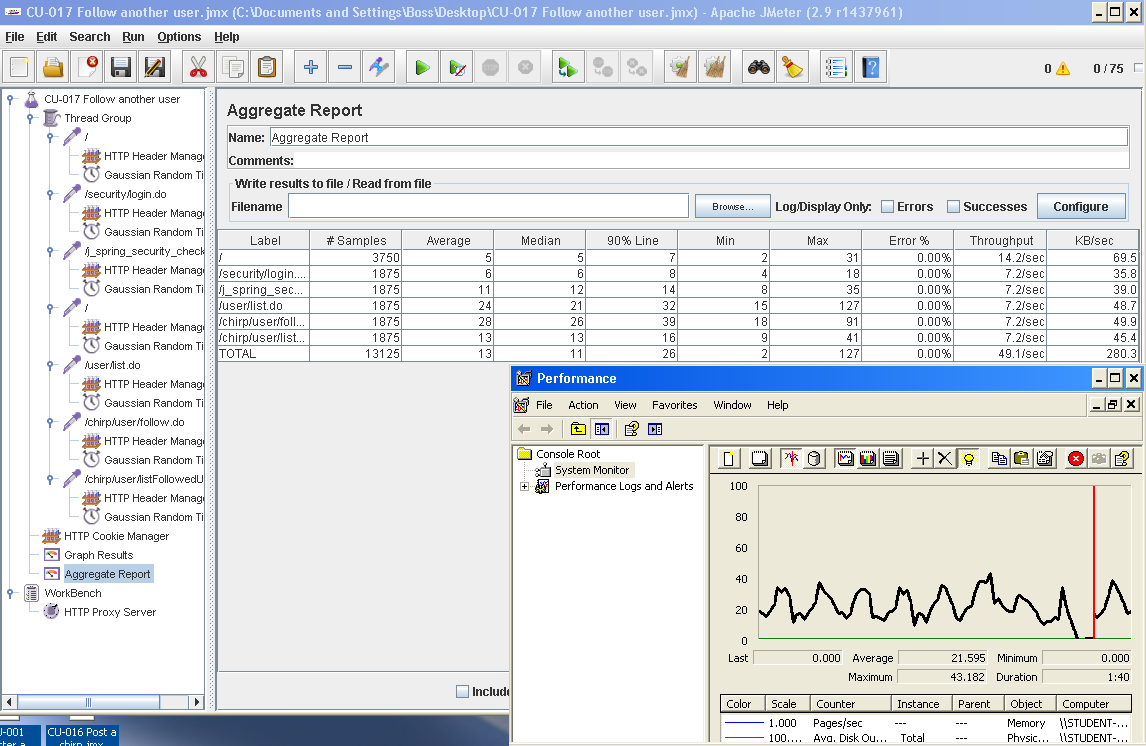 CU-017 Follow another user.jmx (C:\Documents and Settings\Boss\Desktop\CU-017 Follow another user.jmx) - Apache JMeter (2.9 r1437961)
File Edit Search Run Options Help
0 0 / 75
CU-017 Follow another user
Thread Group
/
HTTP Header Manag
Gaussian Random Ti
/security/login.do
HTTP Header Manag
Gaussian Random Ti
/j_spring_security_check
HTTP Header Manag
Gaussian Random Ti
/
HTTP Header Manag
Gaussian Random Ti
/user/list.do
HTTP Header Manag
Gaussian Random Ti
/chirp/user/follow.do
HTTP Header Manag
Gaussian Random Ti
/chirp/user/listFollowedU
HTTP Header Manag
Gaussian Random Ti
HTTP Cookie Manager
Graph Results
Aggregate Report
WorkBench
HTTP Proxy Server
Aggregate Report
Name: Aggregate Report
Comments:
Write results to file / Read from file
Filename Browse... Log/Display Only: Errors Successes Configure
Label # Samples Average Median 90% Line Min Max Error % Throughput KB/sec
/ 3750 5 5 7 2 31 0.00% 14.2/sec 69.5
/security/login.... 1875 6 6 8 4 18 0.00% 7.2/sec 35.8
/j_spring_sec... 1875 11 12 14 8 35 0.00% 7.2/sec 39.0
/user/list.do 1875 24 21 32 15 127 0.00% 7.2/sec 48.7
/chirp/user/foll... 1875 28 26 39 18 91 0.00% 7.2/sec 49.9
/chirp/user/list... 1875 13 13 16 9 41 0.00% 7.2/sec 45.4
TOTAL 13125 13 11 26 2 127 0.00% 49.1/sec 280.3
Include
Performance
File Action View Favorites Window Help
Console Root
System Monitor
Performance Logs and Alerts
100
80
60
40
20
0
Last 0.000 Average 21.595 Minimum 0.000
Maximum 43.182 Duration 1:40
Color Scale Counter Instance Parent Object Computer
1.000 Pages/sec --- --- Memory \\STUDENT-...
100.... Avg. Disk Qu... _Total --- Physic... \\STUDENT-...
U-001 CU-016 Post a
chirp.jmx